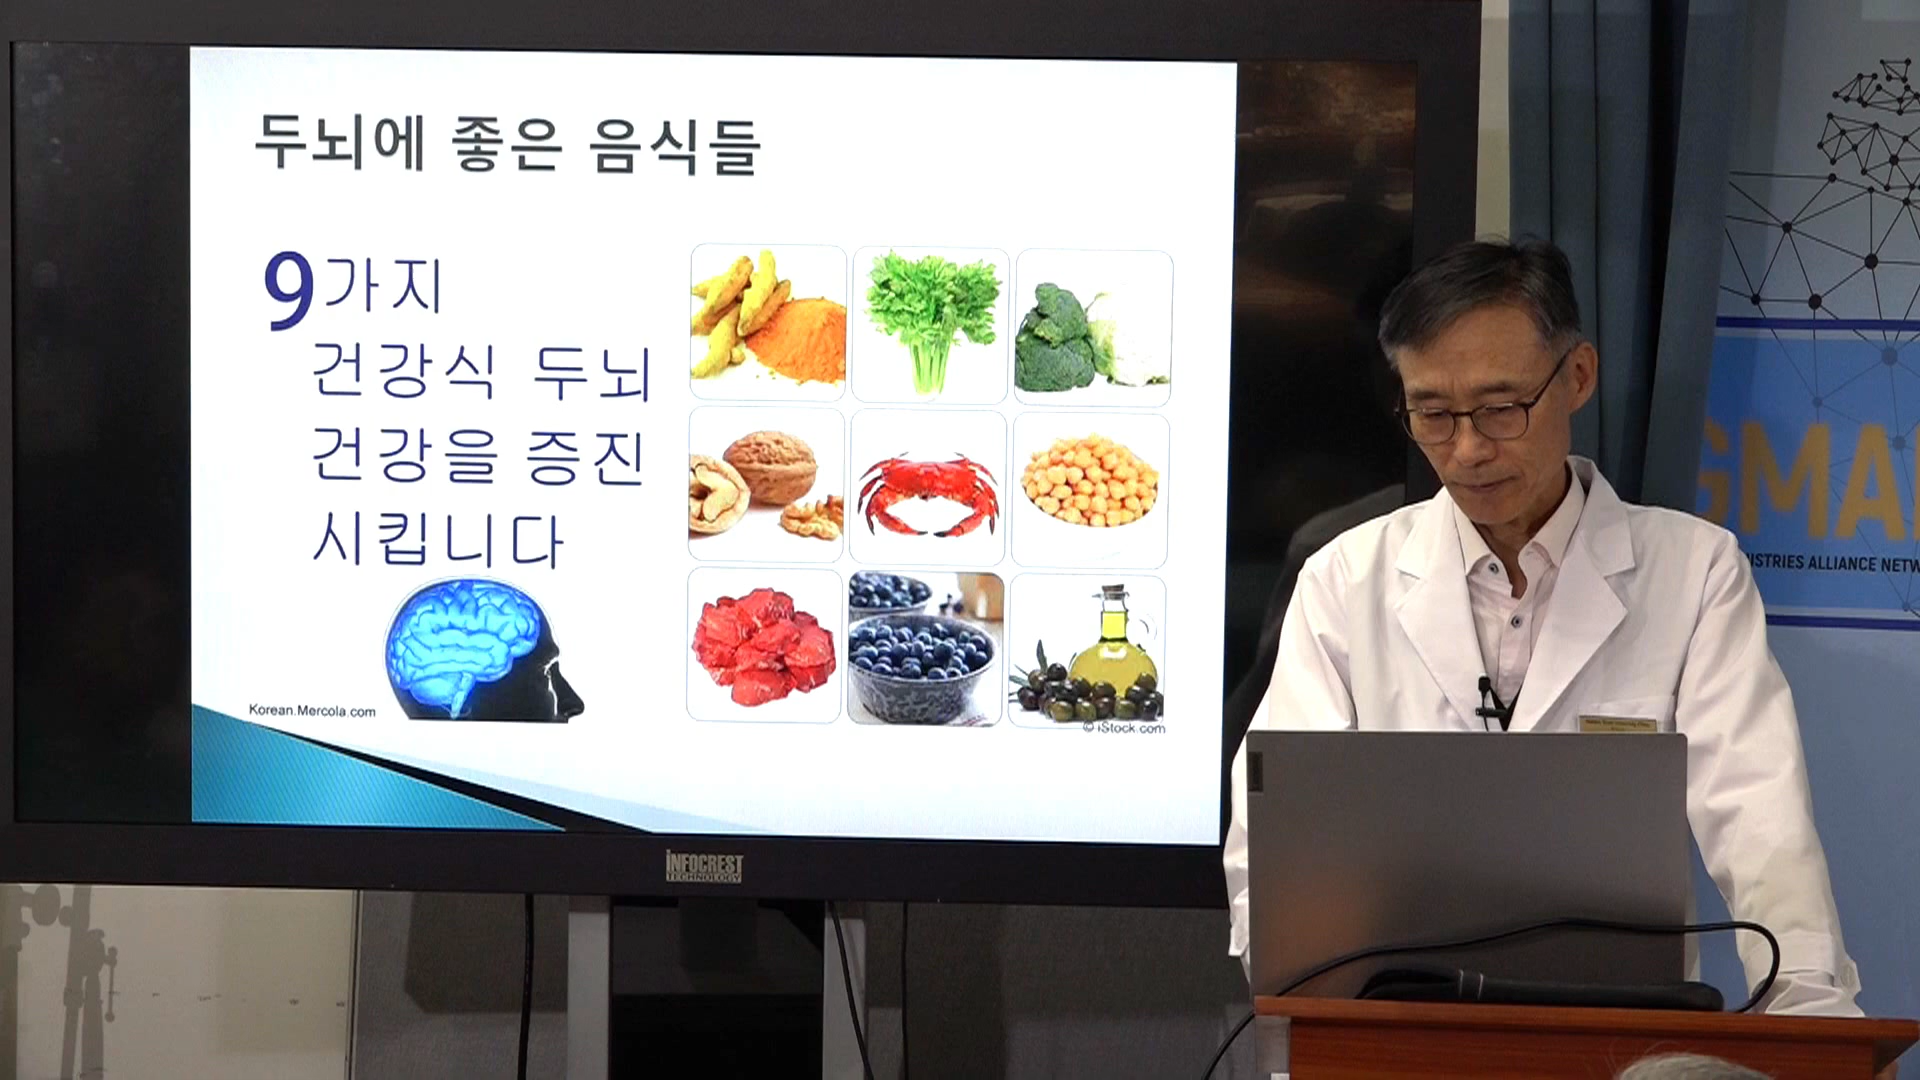 두뇌에 좋은 음식들
9가지
건강식 두뇌
건강을 증진
시킵니다
Korean.Mercola.com
© iStock.com
INFOCREST
TECHNOLOGY
GMA
ISTRIES ALLIANCE NETW